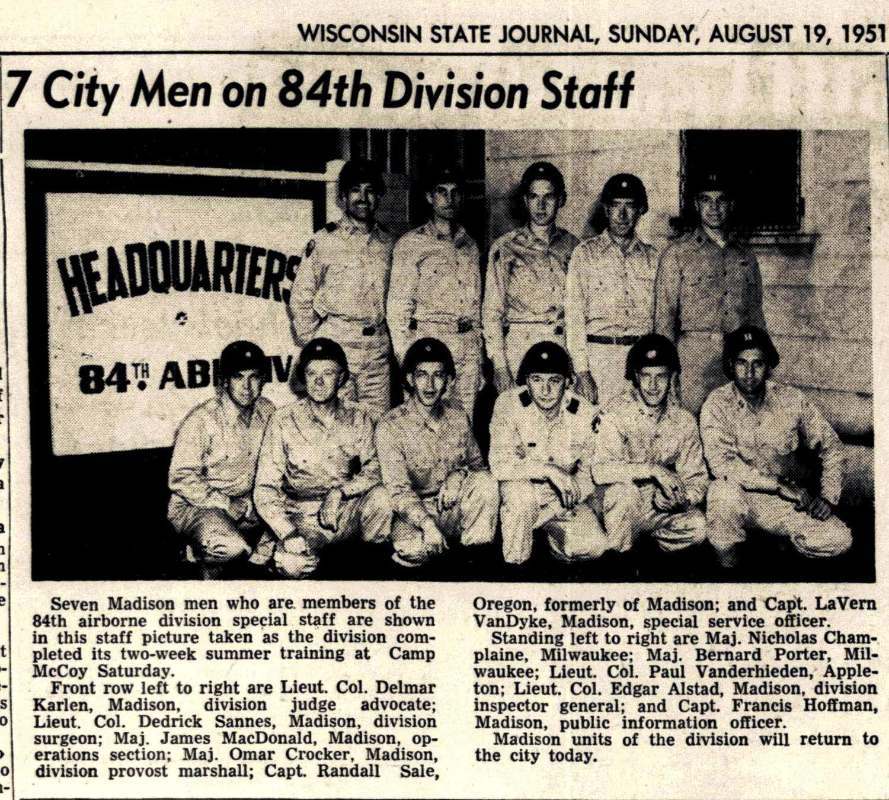 WISCONSIN STATE JOURNAL, SUNDAY, AUGUST 19, 1951
7 City Men on 84th Division Staff
HEADQUARTERS
84TH ABN DIV
Seven Madison men who are members of the
84th airborne division special staff are shown
in this staff picture taken as the division com-
pleted its two-week summer training at Camp
McCoy Saturday.
Front row left to right are Lieut. Col. Delmar
Karlen, Madison, division judge advocate;
Lieut. Col. Dedrick Sannes, Madison, division
surgeon; Maj. James MacDonald, Madison, op-
erations section; Maj. Omar Crocker, Madison,
division provost marshall; Capt. Randall Sale,
Oregon, formerly of Madison; and Capt. LaVern
VanDyke, Madison, special service officer.
Standing left to right are Maj. Nicholas Cham-
plaine, Milwaukee; Maj. Bernard Porter, Mil-
waukee; Lieut. Col. Paul Vanderhieden, Apple-
ton; Lieut. Col. Edgar Alstad, Madison, division
inspector general; and Capt. Francis Hoffman,
Madison, public information officer.
Madison units of the division will return to
the city today.